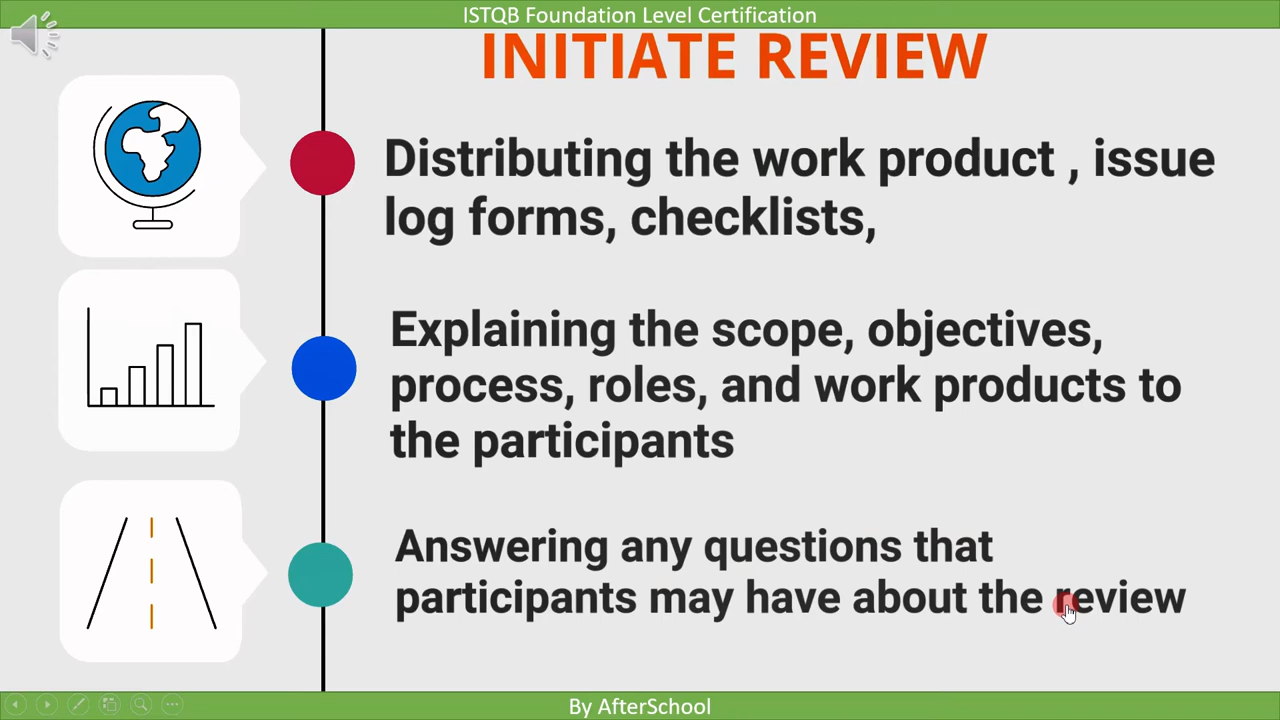 ISTQB Foundation Level Certification
INITIATE REVIEW
Distributing the work product , issue
log forms, checklists,
Explaining the scope, objectives,
process, roles, and work products to
the participants
Answering any questions that
participants may have about the review
By AfterSchool